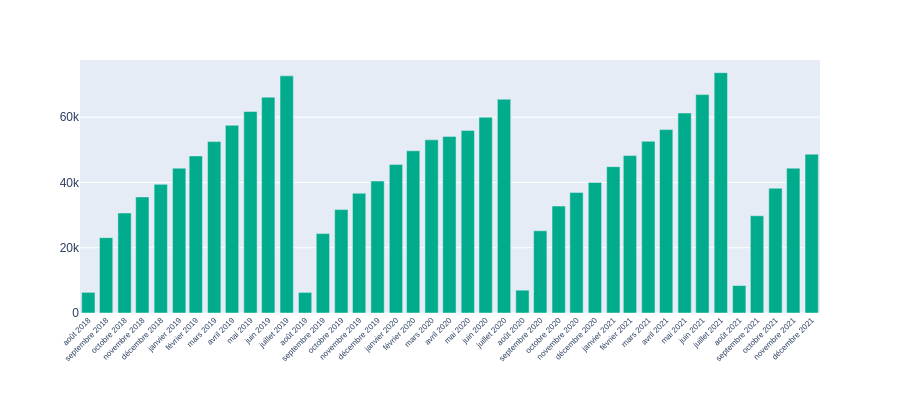 60k
40k
20k
0
août 2018
septembre 2018
octobre 2018
novembre 2018
décembre 2018
janvier 2019
février 2019
mars 2019
avril 2019
mai 2019
juin 2019
juillet 2019
août 2019
septembre 2019
octobre 2019
novembre 2019
décembre 2019
janvier 2020
février 2020
mars 2020
avril 2020
mai 2020
juin 2020
juillet 2020
août 2020
septembre 2020
octobre 2020
novembre 2020
décembre 2020
janvier 2021
février 2021
mars 2021
avril 2021
mai 2021
juin 2021
juillet 2021
août 2021
septembre 2021
octobre 2021
novembre 2021
décembre 2021